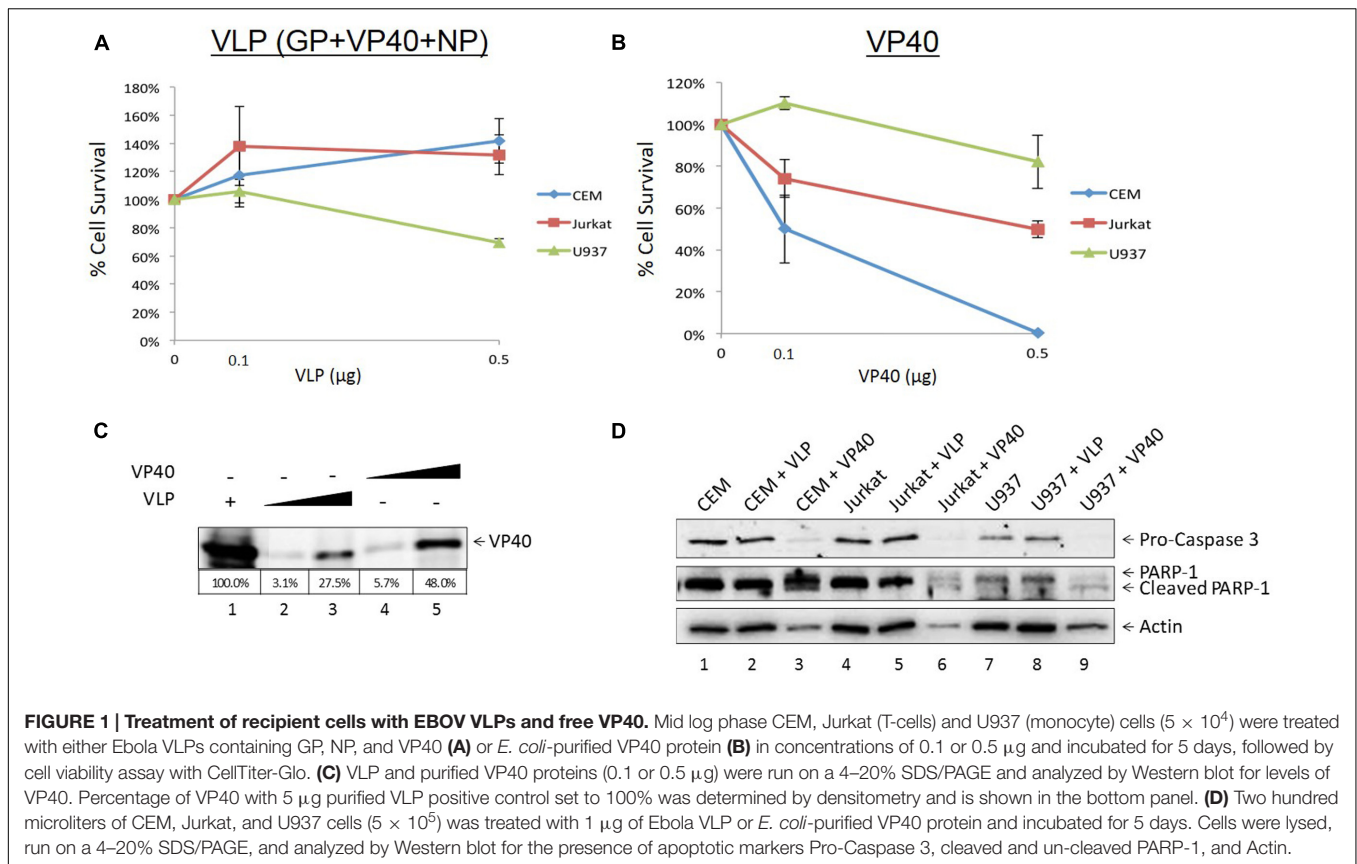 A
VLP (GP+VP40+NP)
180%
160%
140%
120%
100%
80%
60%
40%
20%
0%
% Cell Survival
0
0.1
0.5
VLP (µg)
CEM
Jurkat
U937
B
VP40
120%
100%
80%
60%
40%
20%
0%
% Cell Survival
0
0.1
0.5
VP40 (µg)
CEM
Jurkat
U937
C
VP40 - - -
VLP + - -
← VP40
100.0% 3.1% 27.5% 5.7% 48.0%
1 2 3 4 5
D
CEM
CEM + VLP
CEM + VP40
Jurkat
Jurkat + VLP
Jurkat + VP40
U937
U937 + VLP
U937 + VP40
← Pro-Caspase 3
← PARP-1
← Cleaved PARP-1
← Actin
1 2 3 4 5 6 7 8 9
FIGURE 1 | Treatment of recipient cells with EBOV VLPs and free VP40. Mid log phase CEM, Jurkat (T-cells) and U937 (monocyte) cells (5 × 10⁴) were treated
with either Ebola VLPs containing GP, NP, and VP40 (A) or E. coli-purified VP40 protein (B) in concentrations of 0.1 or 0.5 µg and incubated for 5 days, followed by
cell viability assay with CellTiter-Glo. (C) VLP and purified VP40 proteins (0.1 or 0.5 µg) were run on a 4–20% SDS/PAGE and analyzed by Western blot for levels of
VP40. Percentage of VP40 with 5 µg purified VLP positive control set to 100% was determined by densitometry and is shown in the bottom panel. (D) Two hundred
microliters of CEM, Jurkat, and U937 cells (5 × 10⁵) was treated with 1 µg of Ebola VLP or E. coli-purified VP40 protein and incubated for 5 days. Cells were lysed,
run on a 4–20% SDS/PAGE, and analyzed by Western blot for the presence of apoptotic markers Pro-Caspase 3, cleaved and un-cleaved PARP-1, and Actin.